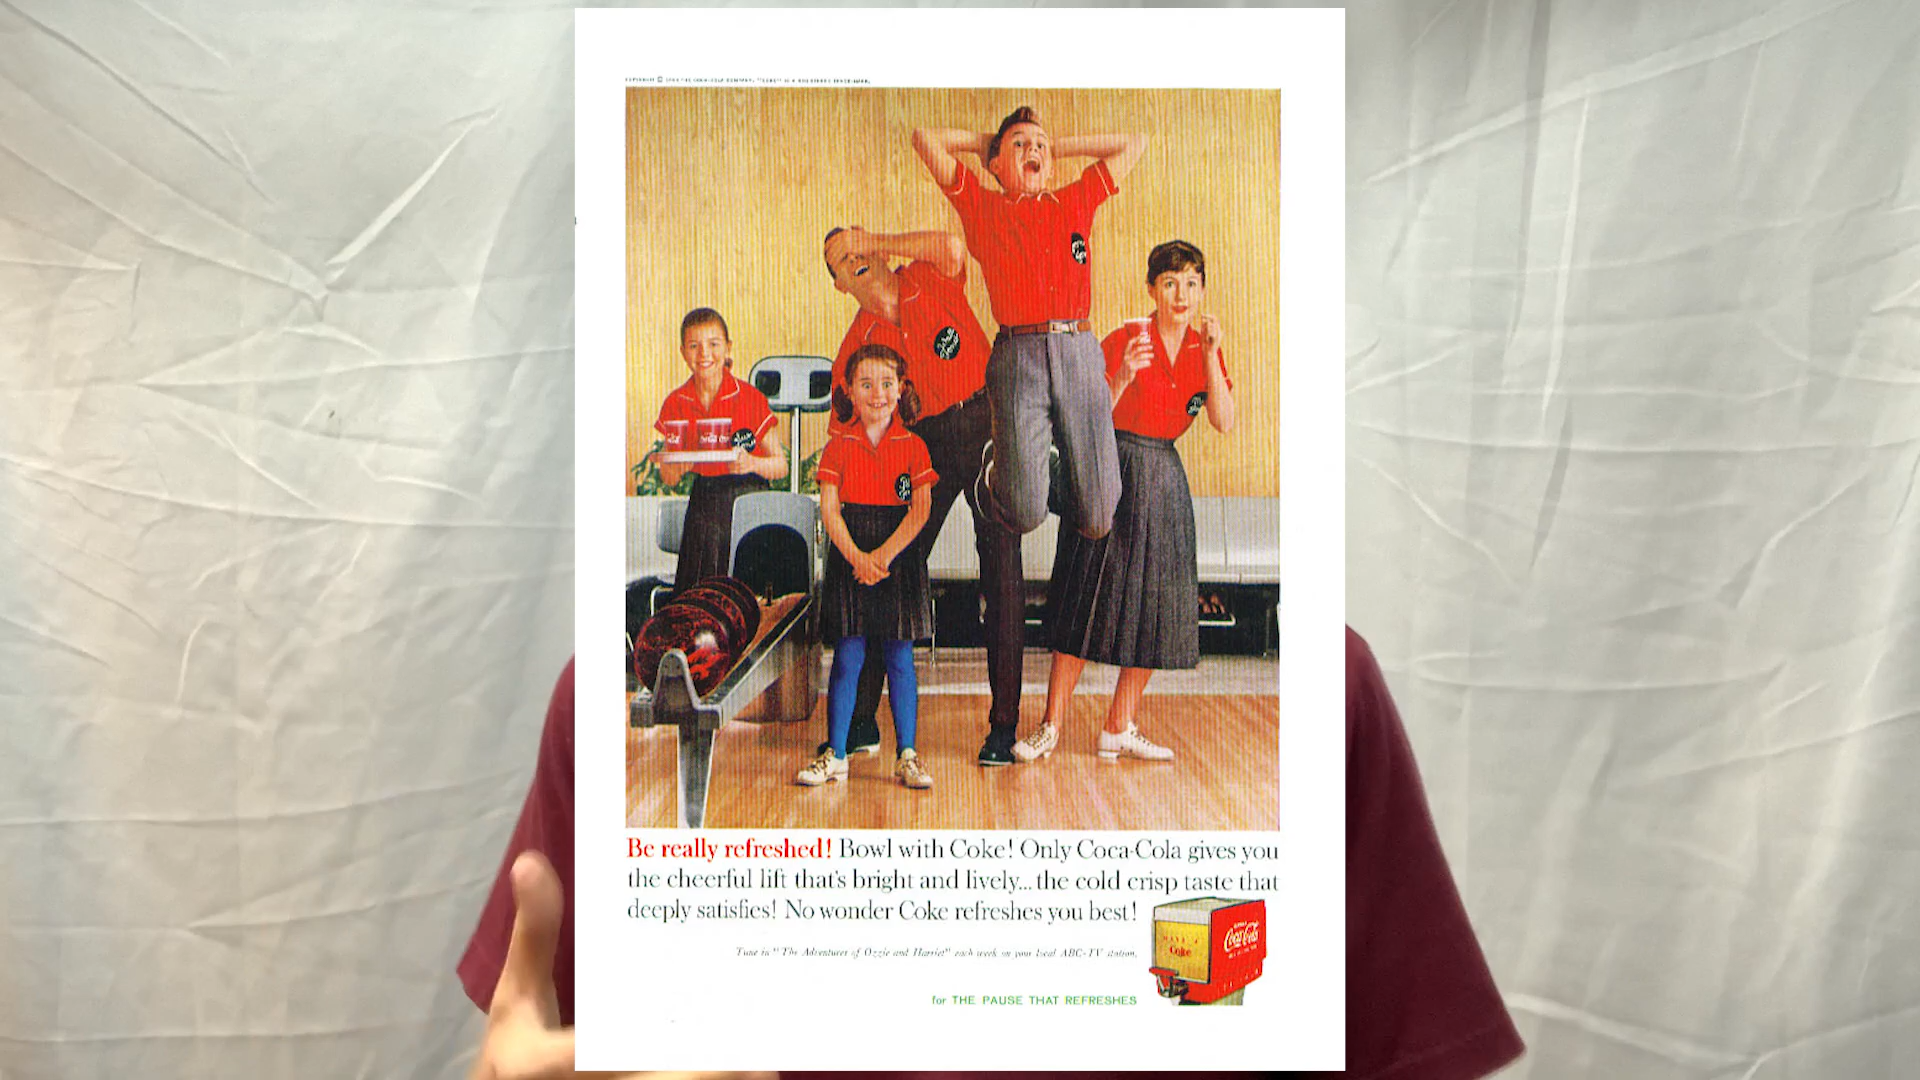 Be really refreshed! Bowl with Coke! Only Coca-Cola gives you
the cheerful lift that's bright and lively... the cold crisp taste that
deeply satisfies! No wonder Coke refreshes you best!
Tune in "The Adventures of Ozzie and Harriet" each week on your local ABC-TV station.
Coca-Cola
Coke
for THE PAUSE THAT REFRESHES